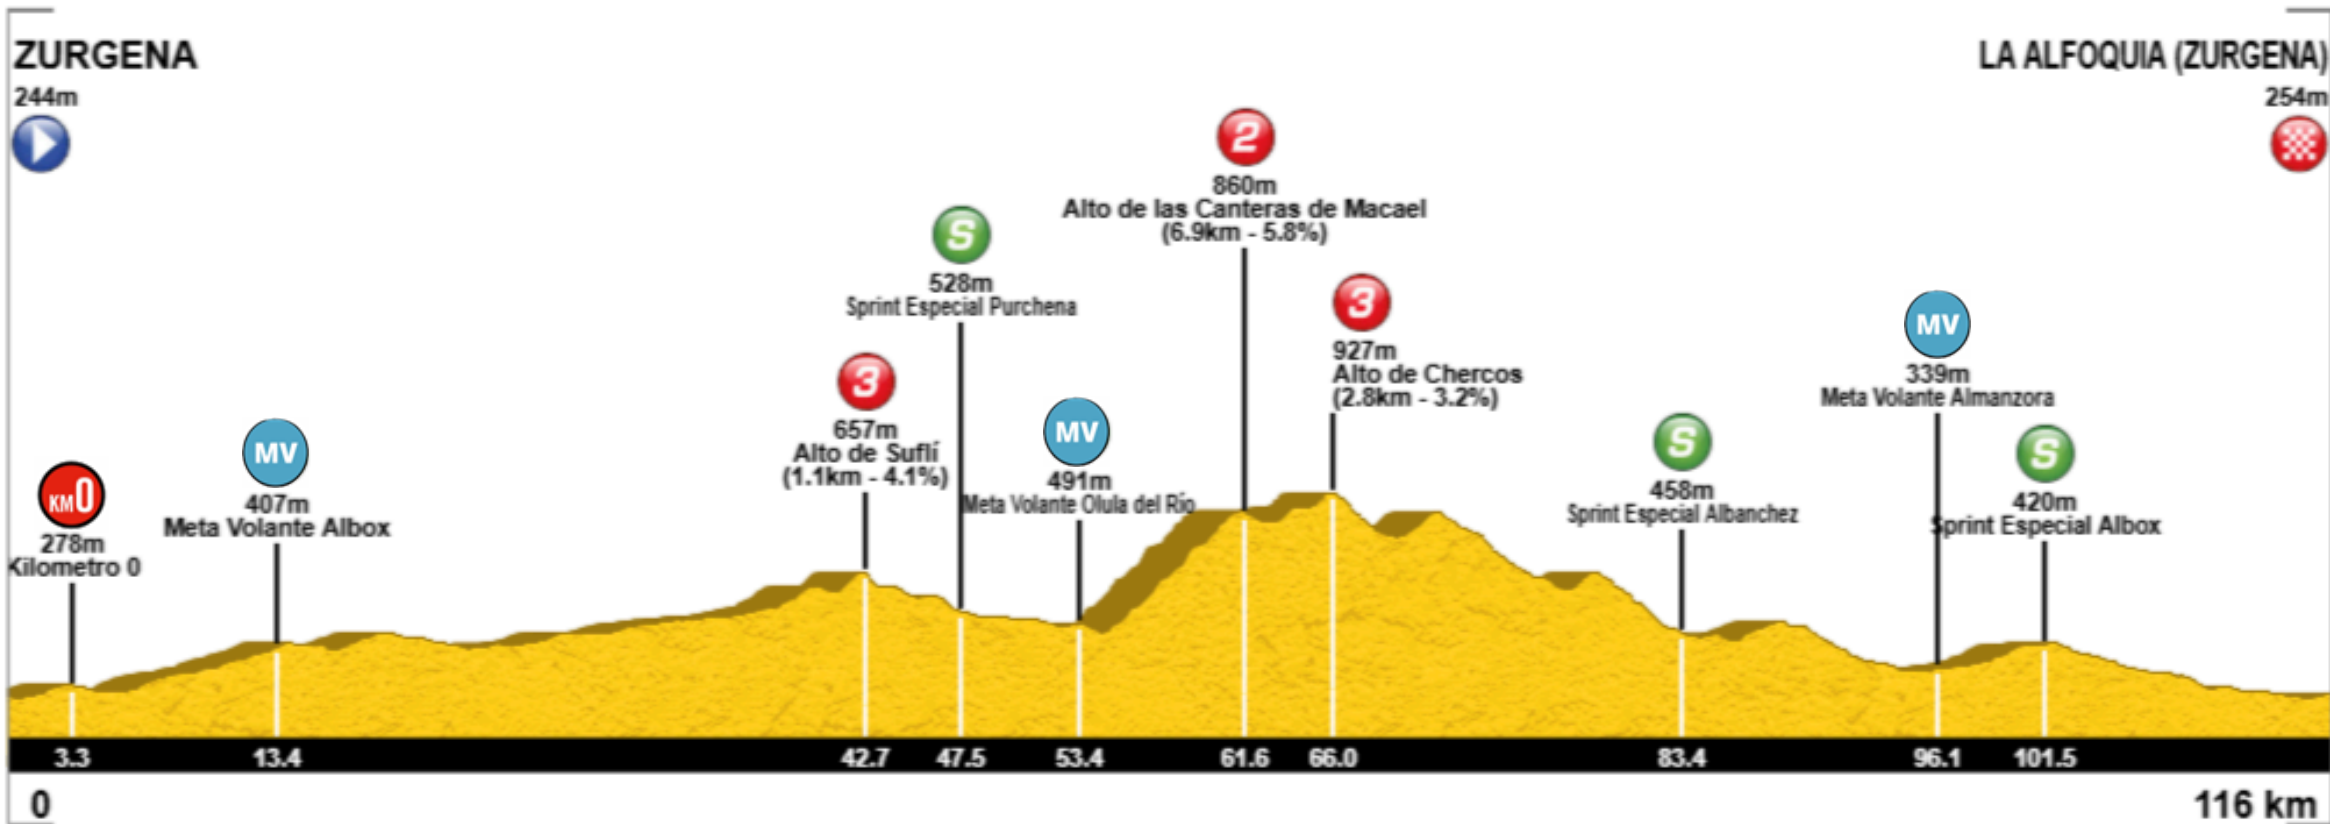 ZURGENA
244m
LA ALFOQUIA (ZURGENA)
254m
KM0
278m
Kilometro 0
MV
407m
Meta Volante Albox
3
657m
Alto de Suflí
(1.1km - 4.1%)
S
528m
Sprint Especial Purchena
MV
491m
Meta Volante Olula del Río
2
860m
Alto de las Canteras de Macael
(6.9km - 5.8%)
3
927m
Alto de Chercos
(2.8km - 3.2%)
S
458m
Sprint Especial Albanchez
MV
339m
Meta Volante Almanzora
S
420m
Sprint Especial Albox
3.3 13.4 42.7 47.5 53.4 61.6 66.0 83.4 96.1 101.5
0 116 km